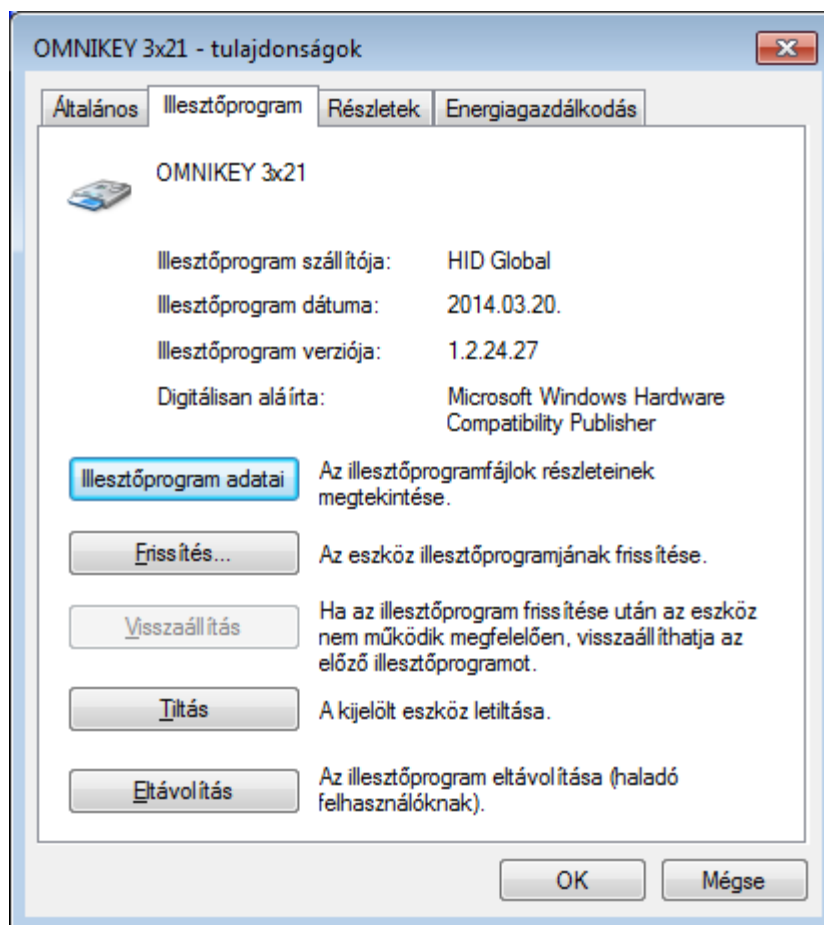 OMNIKEY 3x21 - tulajdonságok
Általános Illesztőprogram Részletek Energiagazdálkodás
OMNIKEY 3x21
Illesztőprogram szállítója: HID Global
Illesztőprogram dátuma: 2014.03.20.
Illesztőprogram verziója: 1.2.24.27
Digitálisan aláírta: Microsoft Windows Hardware
Compatibility Publisher
Illesztőprogram adatai
Az illesztőprogramfájlok részleteinek
megtekintése.
Frissítés...
Az eszköz illesztőprogramjának frissítése.
Visszaállítás
Ha az illesztőprogram frissítése után az eszköz
nem működik megfelelően, visszaállíthatja az
előző illesztőprogramot.
Tiltás
A kijelölt eszköz letiltása.
Eltávolítás
Az illesztőprogram eltávolítása (haladó
felhasználóknak).
OK Mégse